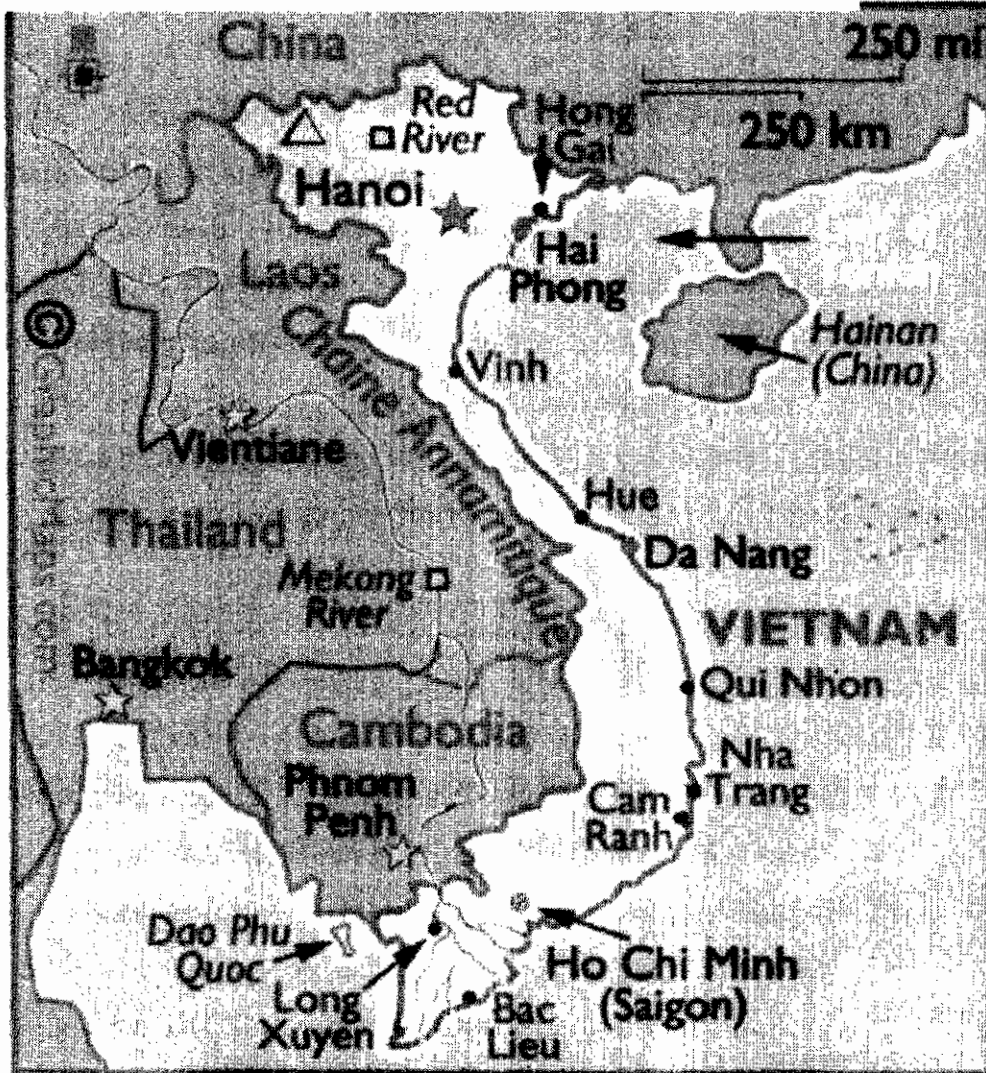 China
250 mi
250 km
Red
River
Hong
Gai
Hanoi
Hai
Phong
Laos
Hainan
(China)
Chaine Annamitique
Vinh
Vientiane
Hue
Da Nang
Thailand
Mekong
River
VIETNAM
Bangkok
Qui Nhon
Cambodia
Nha
Trang
Phnom
Penh
Cam
Ranh
Dao Phu
Quoc
Long
Xuyen
Ho Chi Minh
(Saigon)
Bac
Lieu
©